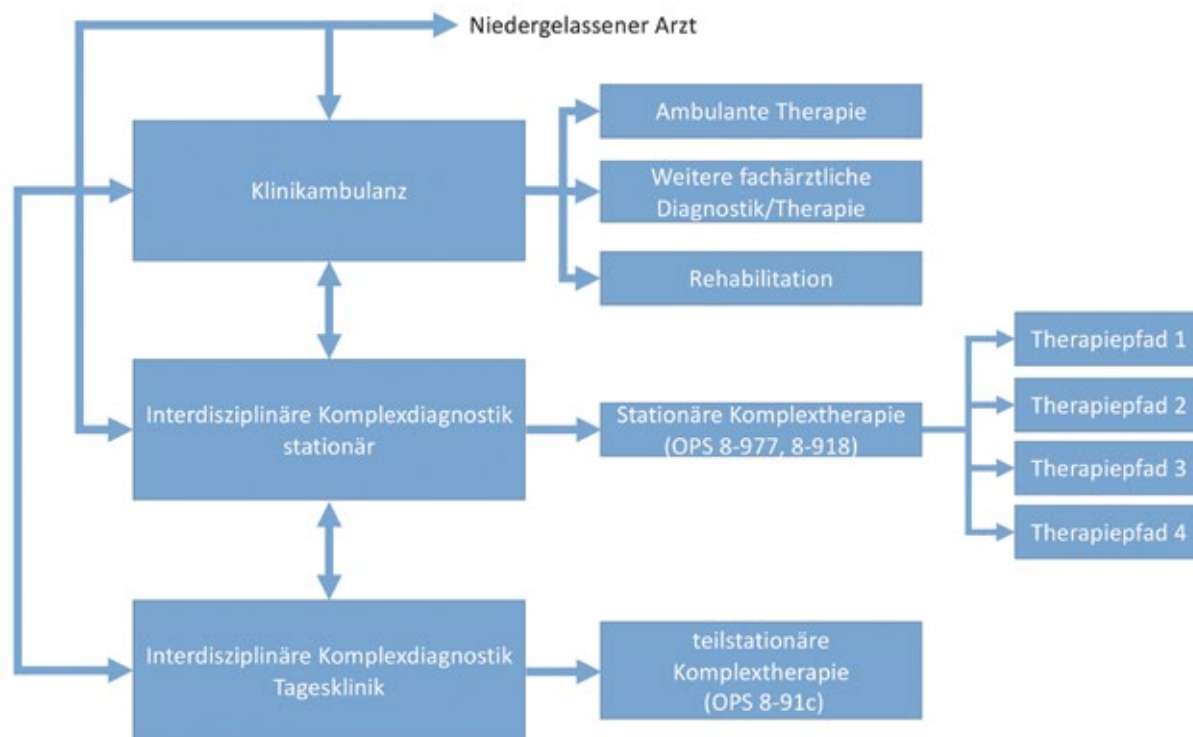 Niedergelassener Arzt
Klinikambulanz
Ambulante Therapie
Weitere fachärztliche
Diagnostik/Therapie
Rehabilitation
Interdisziplinäre Komplexdiagnostik
stationär
Stationäre Komplextherapie
(OPS 8-977, 8-918)
Therapiepfad 1
Therapiepfad 2
Therapiepfad 3
Therapiepfad 4
Interdisziplinäre Komplexdiagnostik
Tagesklinik
teilstationäre
Komplextherapie
(OPS 8-91c)